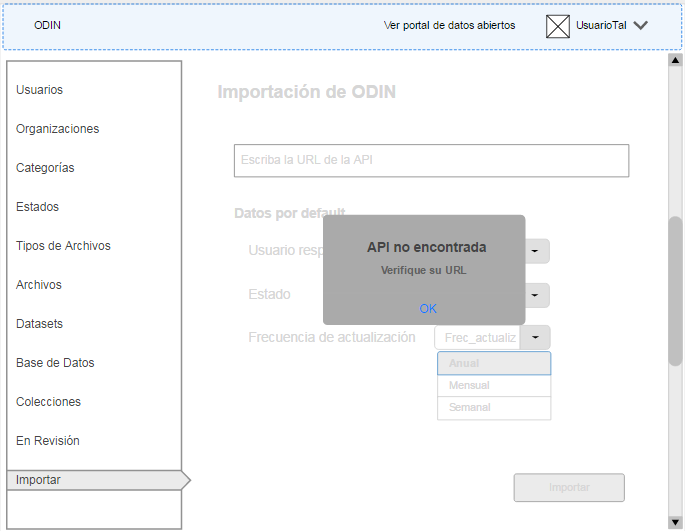 ODIN
Ver portal de datos abiertos
UsuarioTal
Usuarios
Organizaciones
Categorías
Estados
Tipos de Archivos
Archivos
Datasets
Base de Datos
Colecciones
En Revisión
Importar
Importación de ODIN
Escriba la URL de la API
Datos por default
Usuario resp
API no encontrada
Verifique su URL
OK
Estado
Frecuencia de actualización
Frec_actualiz
Anual
Mensual
Semanal
Importar